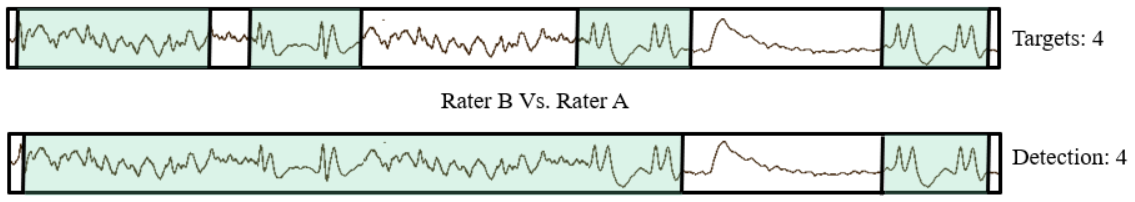 Targets: 4
Rater B Vs. Rater A
Detection: 4